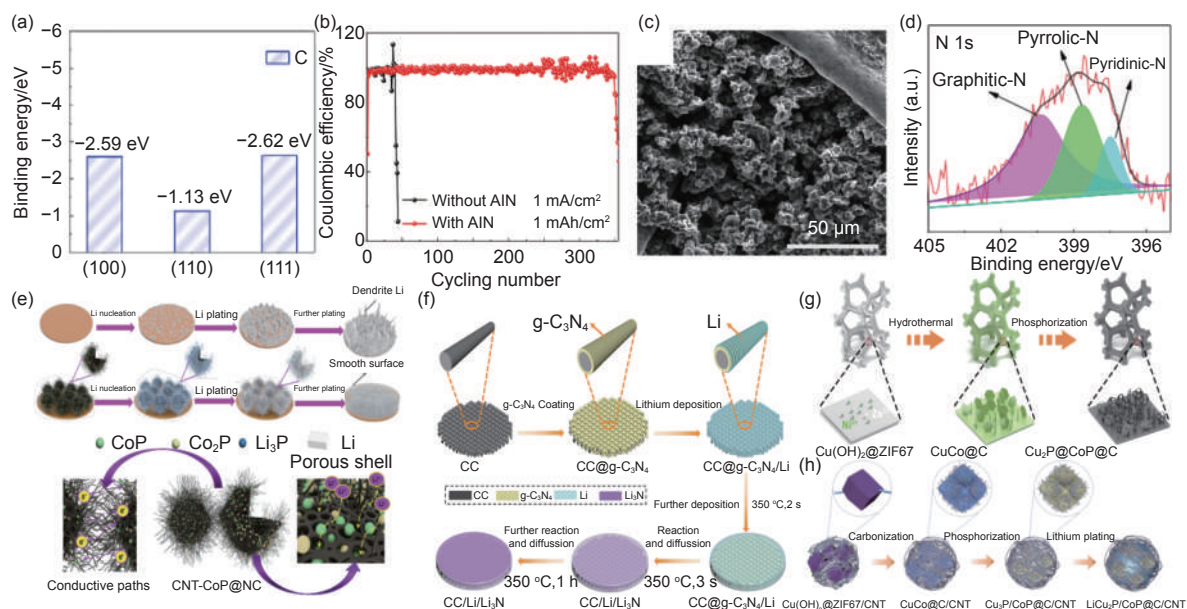 (a)
Binding energy/eV
−6
−5
−4
−3
−2
−1
0
C
−2.59 eV
−1.13 eV
−2.62 eV
(100)
(110)
(111)
(b)
Coulombic efficiency/%
120
80
40
0
Without AIN 1 mA/cm²
With AIN 1 mAh/cm²
0
50
100
150
200
250
300
Cycling number
(c)
50 μm
(d)
N 1s
Pyrrolic-N
Graphitic-N
Pyridinic-N
Intensity (a.u.)
405
402
399
396
Binding energy/eV
(e)
Dendrite Li
Li nucleation
Li plating
Further plating
Smooth surface
Li nucleation
Li plating
Further plating
CoP
Co₂P
Li₃P
Li
Porous shell
Conductive paths
CNT-CoP@NC
(f)
g-C₃N₄
Li
g-C₃N₄ Coating
Lithium deposition
CC
CC@g-C₃N₄
CC@g-C₃N₄/Li
CC
g-C₃N₄
Li
Li₃N
Further deposition
350 °C,2 s
Further reaction
and diffussion
Reaction
and diffussion
350 °C,1 h
350 °C,3 s
CC/Li/Li₃N
CC/Li/Li₃N
CC@g-C₃N₄/Li
(g)
Hydrothermal
Phosphorization
Cu(OH)₂@ZIF67
CuCo@C
Cu₂P@CoP@C
(h)
Carbonization
Phosphorization
Lithium plating
Cu(OH)₂@ZIF67/CNT
CuCo@C/CNT
Cu₃P/CoP@C/CNT
LiCu₂P/CoP@C/CNT